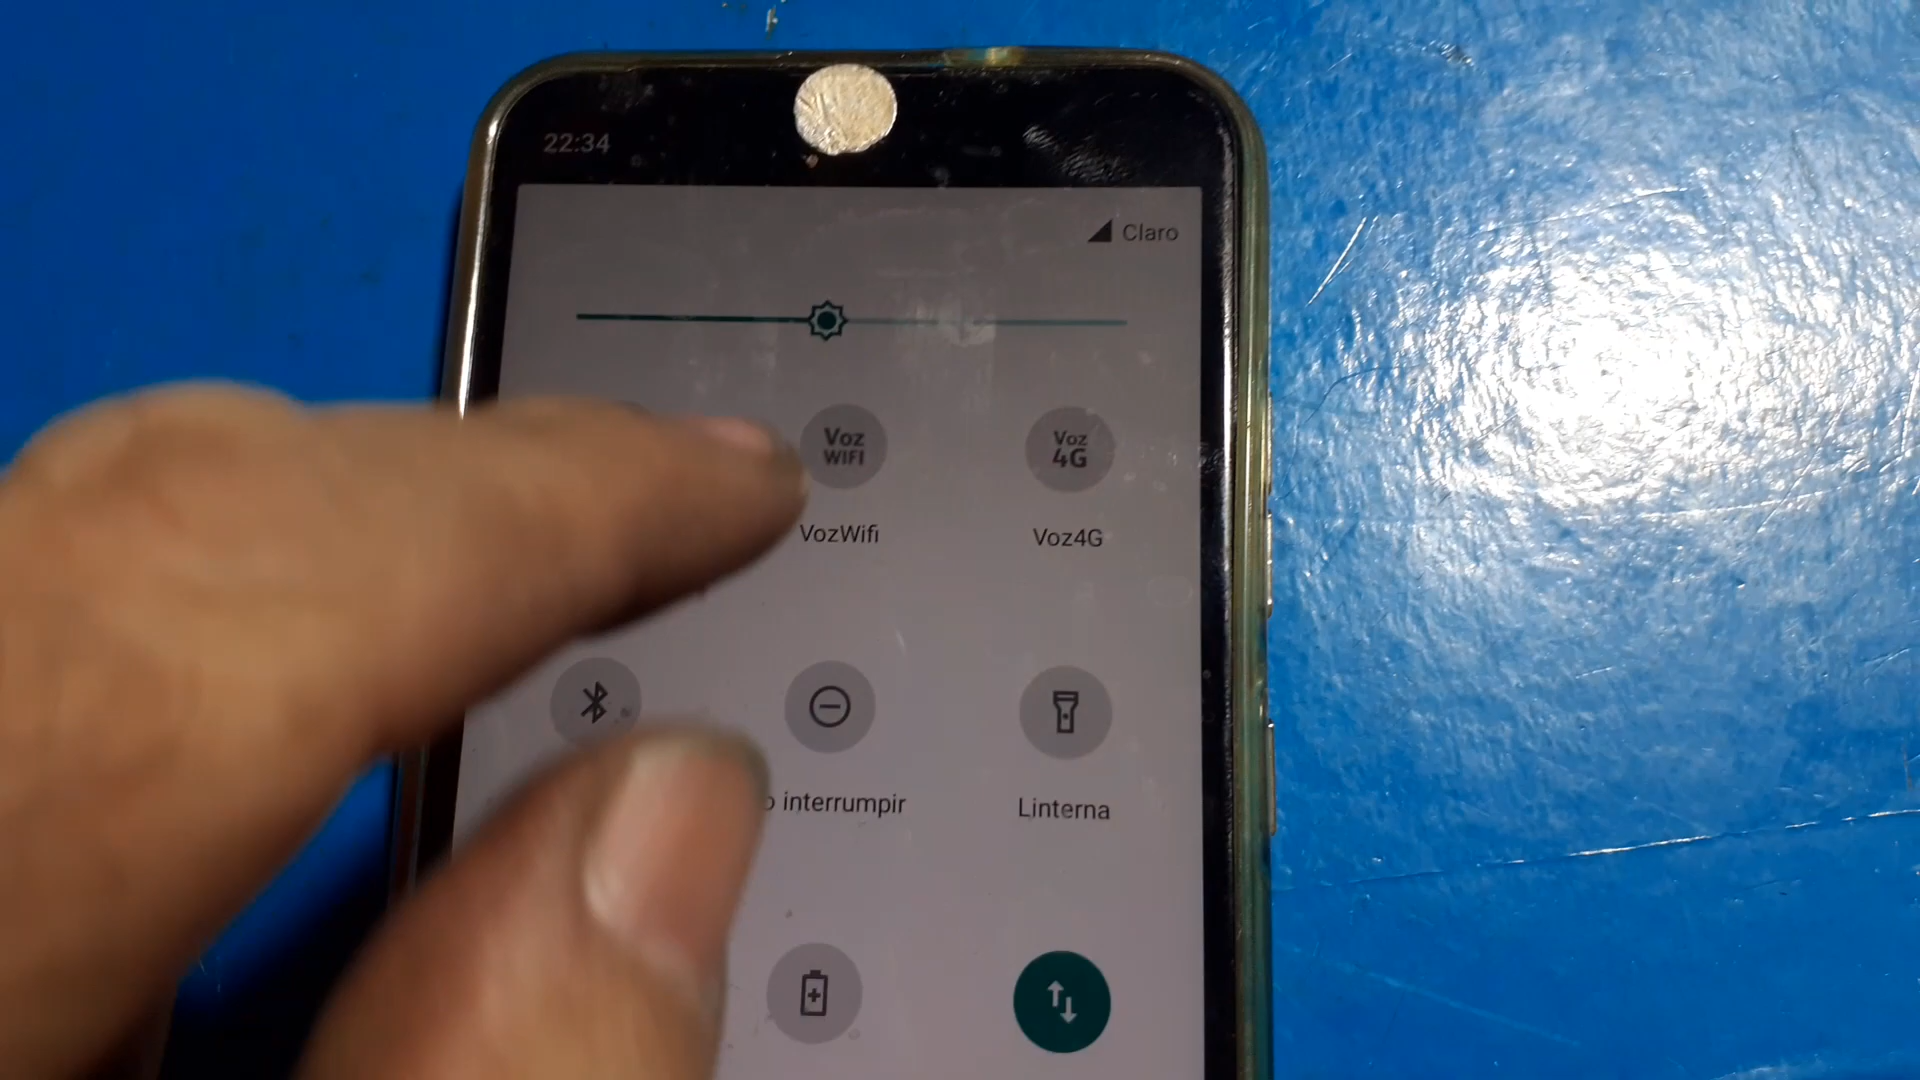 22:34
Claro
Voz
WIFI
Voz
4G
VozWifi
Voz4G
interrumpir
Linterna